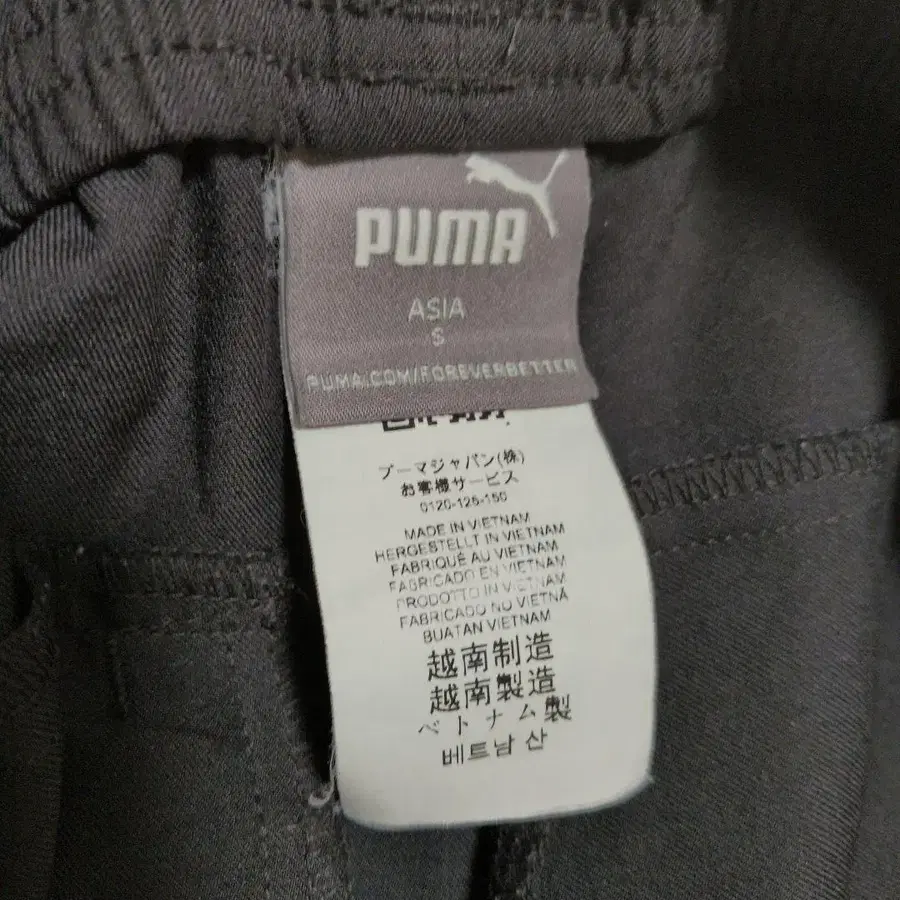 PUMA
ASIA
S
PUMA.COM/FOREVERBETTER
プーマジャパン(株)
お客様サービス
0120-125-150
MADE IN VIETNAM
HERGESTELLT IN VIETNAM
FABRIQUÉ AU VIETNAM
FABRICADO EN VIETNAM
PRODOTTO IN VIETNAM
FABRICADO NO VIETNÃ
BUATAN VIETNAM
越南制造
越南製造
ベトナム製
베트남 산